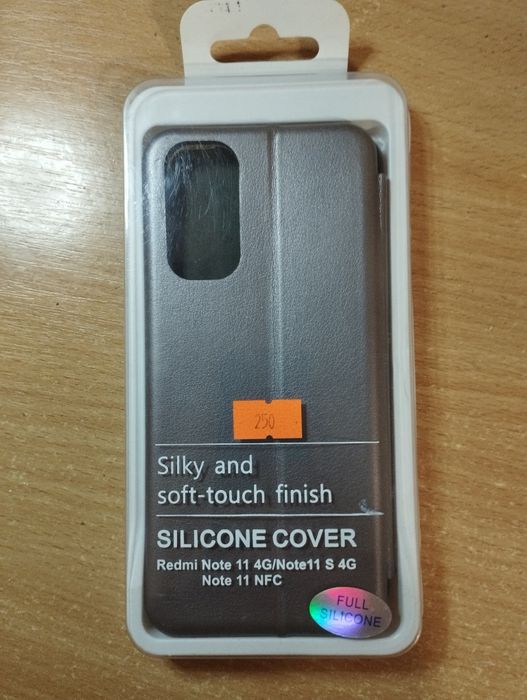 250
Silky and
soft-touch finish
SILICONE COVER
Redmi Note 11 4G/Note11 S 4G
Note 11 NFC
FULL
SILICONE